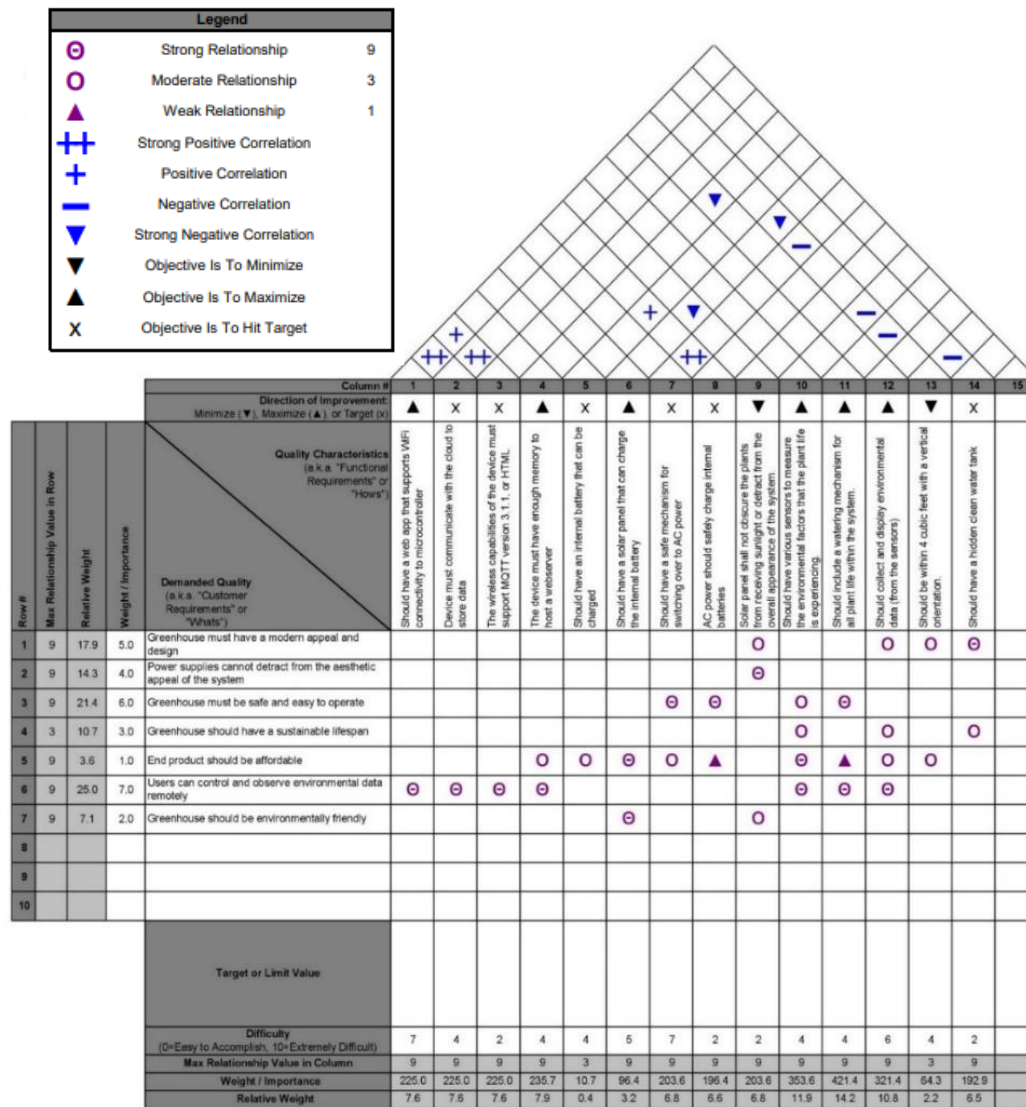 Legend
Strong Relationship 9
Moderate Relationship 3
Weak Relationship 1
Strong Positive Correlation
Positive Correlation
Negative Correlation
Strong Negative Correlation
Objective Is To Minimize
Objective Is To Maximize
X Objective Is To Hit Target
Column # 1 2 3 4 5 6 7 8 9 10 11 12 13 14 15
Direction of Improvement:
Minimize (▼), Maximize (▲), or Target (x)
▲ x x ▲ x ▲ x x ▼ ▲ ▲ ▲ ▼ x
Row #
Max Relationship Value in Row
Relative Weight
Weight / Importance
Quality Characteristics
(a.k.a. "Functional
Requirements" or
"Hows")
Demanded Quality
(a.k.a. "Customer
Requirements" or
"Whats")
Should have a web app that supports WiFi
connectivity to microcontroller
Device must communicate with the cloud to
store data
The wireless capabilities of the device must
support MQTT version 3.1.1. or HTML
The device must have enough memory to
host a webserver
Should have an internal battery that can be
charged
Should have a solar panel that can charge
the internal battery
Should have a safe mechanism for
switching over to AC power
AC power should safely charge internal
batteries
Solar panel shall not obscure the plants
from receiving sunlight or detract from the
overall appearance of the system
Should have various sensors to measure
the environmental factors that the plant life
is experiencing.
Should include a watering mechanism for
all plant life within the system.
Should collect and display environmental
data (from the sensors)
Should be within 4 cubic feet with a vertical
orientation.
Should have a hidden clean water tank
1 9 17.9 5.0 Greenhouse must have a modern appeal and
design
2 9 14.3 4.0 Power supplies cannot detract from the aesthetic
appeal of the system
3 9 21.4 6.0 Greenhouse must be safe and easy to operate
4 3 10.7 3.0 Greenhouse should have a sustainable lifespan
5 9 3.6 1.0 End product should be affordable
6 9 25.0 7.0 Users can control and observe environmental data
remotely
7 9 7.1 2.0 Greenhouse should be environmentally friendly
8
9
10
Target or Limit Value
Difficulty
(0=Easy to Accomplish, 10=Extremely Difficult)
7 4 2 4 4 5 7 2 2 4 4 6 4 2
Max Relationship Value in Column 9 9 9 9 3 9 9 9 9 9 9 9 3 9
Weight / Importance 225.0 225.0 225.0 235.7 10.7 96.4 203.6 196.4 203.6 353.6 421.4 321.4 64.3 192.9
Relative Weight 7.6 7.6 7.6 7.9 0.4 3.2 6.8 6.6 6.8 11.9 14.2 10.8 2.2 6.5